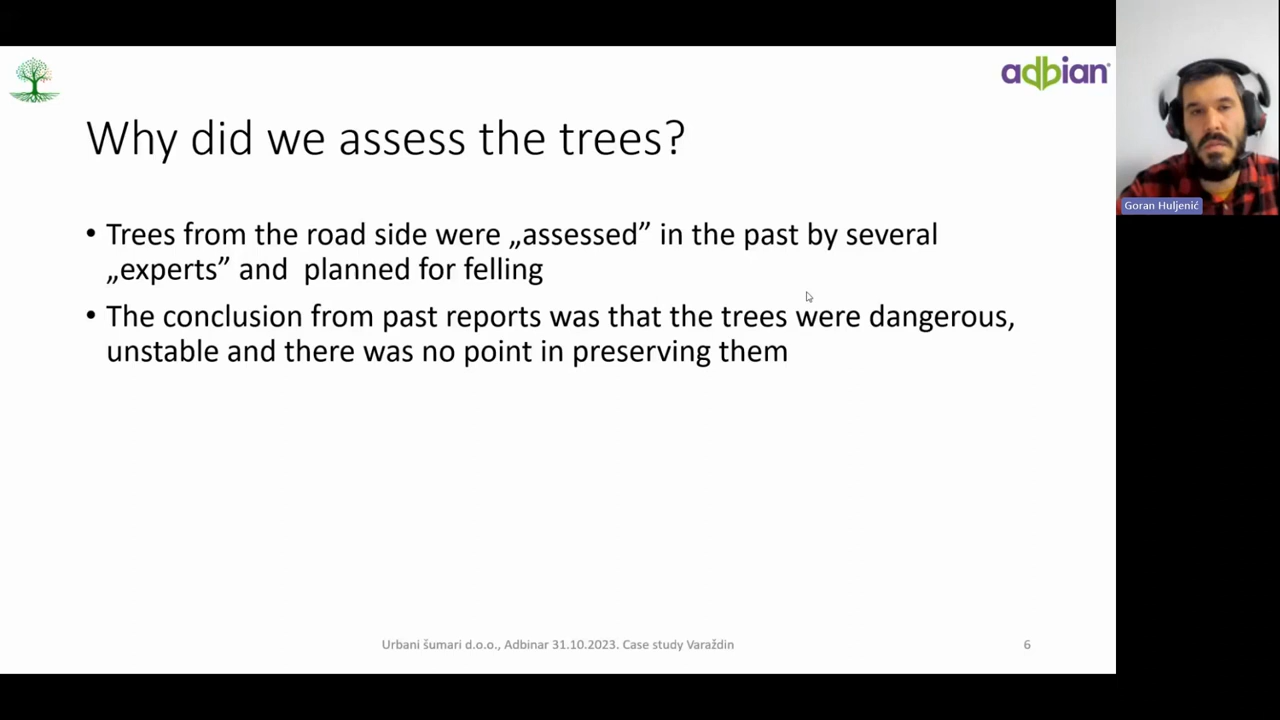 adbian
Why did we assess the trees?
• Trees from the road side were „assessed” in the past by several
„experts” and planned for felling
• The conclusion from past reports was that the trees were dangerous,
unstable and there was no point in preserving them
Urbani šumari d.o.o., Adbinar 31.10.2023. Case study Varaždin
6
Goran Huljenić